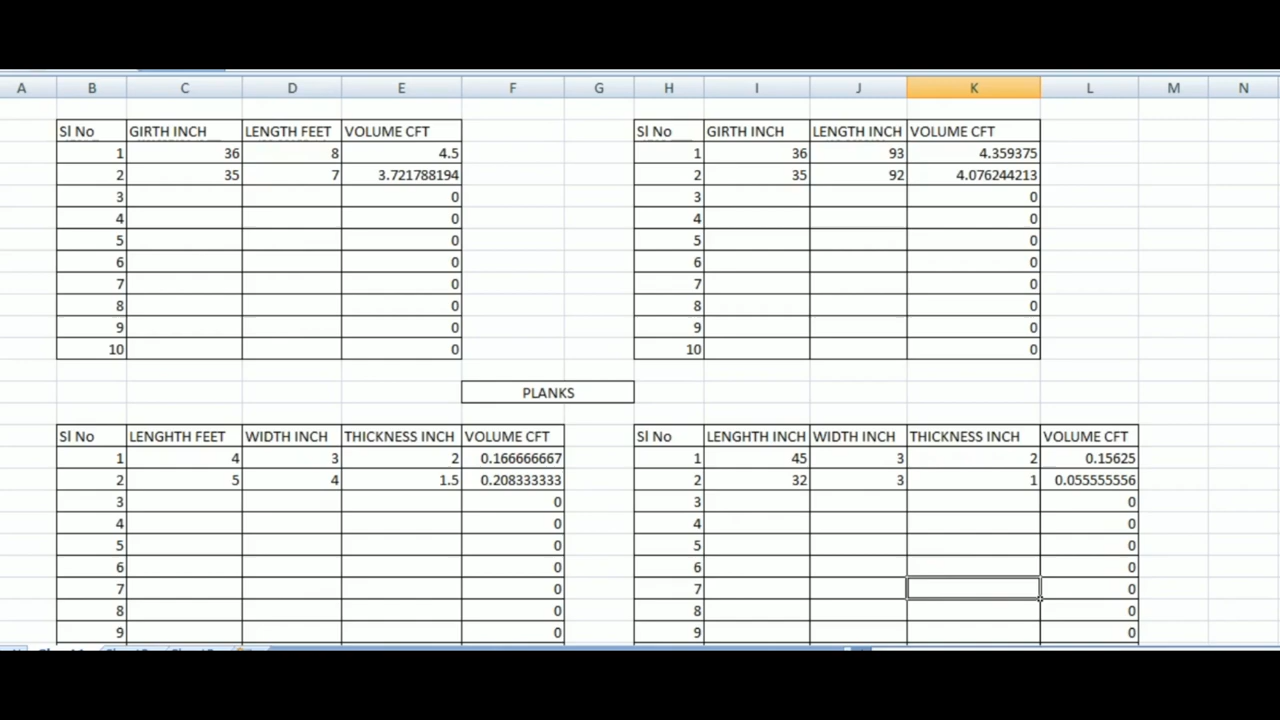 A B C D E F G H I J K L M N
Sl No GIRTH INCH LENGTH FEET VOLUME CFT Sl No GIRTH INCH LENGTH INCH VOLUME CFT
1 36 8 4.5 1 36 93 4.359375
2 35 7 3.721788194 2 35 92 4.076244213
3 0 3 0
4 0 4 0
5 0 5 0
6 0 6 0
7 0 7 0
8 0 8 0
9 0 9 0
10 0 10 0
PLANKS
Sl No LENGHTH FEET WIDTH INCH THICKNESS INCH VOLUME CFT Sl No LENGHTH INCH WIDTH INCH THICKNESS INCH VOLUME CFT
1 4 3 2 0.166666667 1 45 3 2 0.15625
2 5 4 1.5 0.208333333 2 32 3 1 0.055555556
3 0 3 0
4 0 4 0
5 0 5 0
6 0 6 0
7 0 7 0
8 0 8 0
9 0 9 0